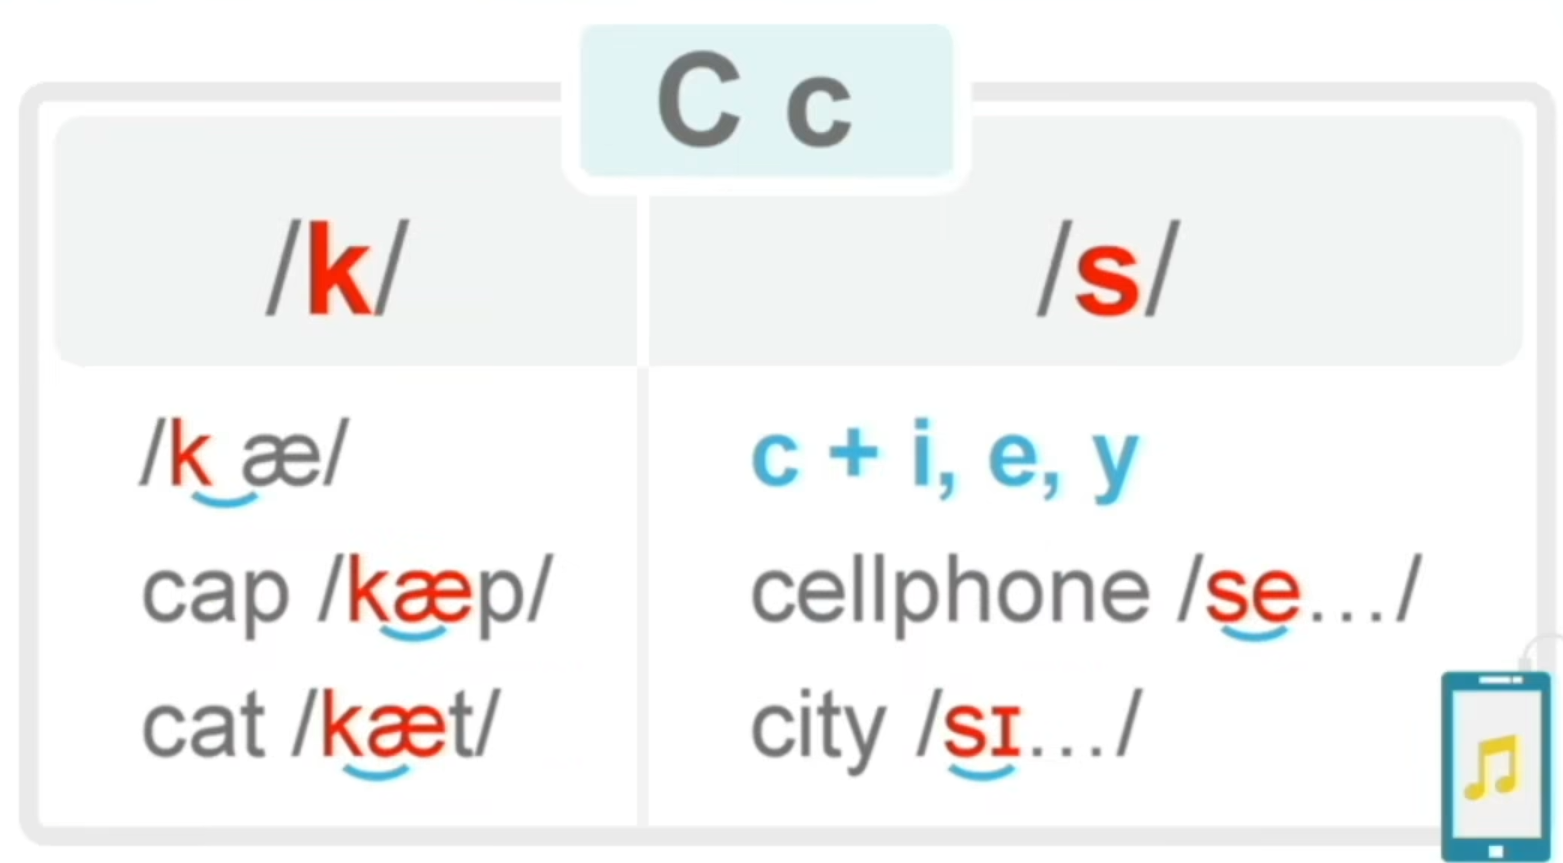 C c
/k/
/s/
/k æ/
cap /kæp/
cat /kæt/
c + i, e, y
cellphone /se.../
city /sɪ.../